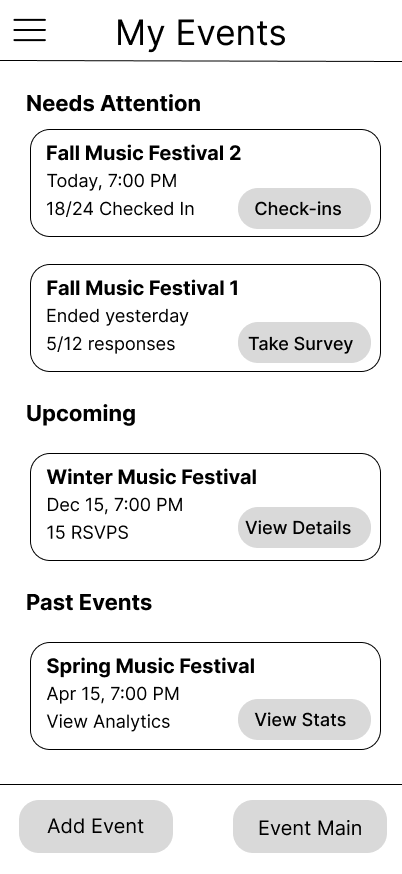 My Events
Needs Attention
Fall Music Festival 2
Today, 7:00 PM
18/24 Checked In
Check-ins
Fall Music Festival 1
Ended yesterday
5/12 responses
Take Survey
Upcoming
Winter Music Festival
Dec 15, 7:00 PM
15 RSVPS
View Details
Past Events
Spring Music Festival
Apr 15, 7:00 PM
View Analytics
View Stats
Add Event
Event Main